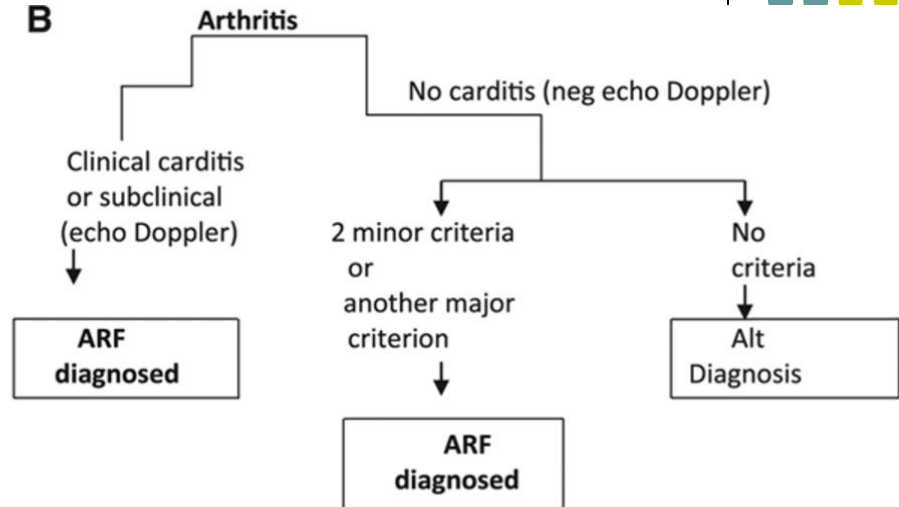 B
Arthritis
No carditis (neg echo Doppler)
Clinical carditis
or subclinical
(echo Doppler)
ARF
diagnosed
2 minor criteria
or
another major
criterion
ARF
diagnosed
No
criteria
Alt
Diagnosis